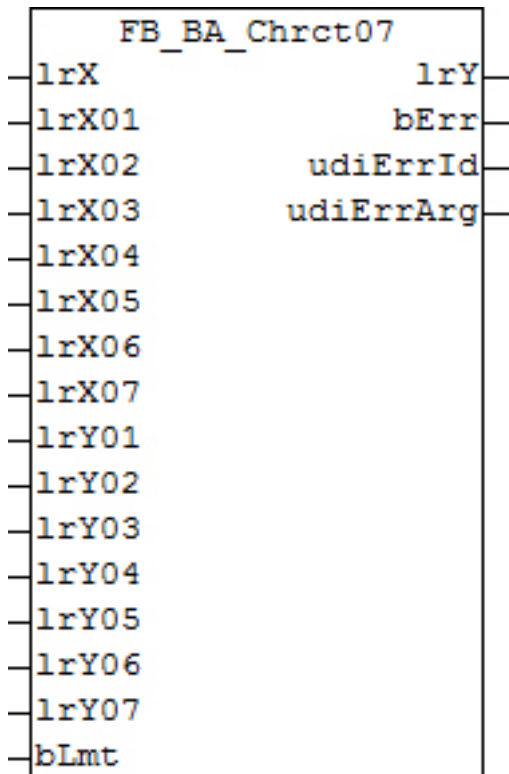 FB_BA_Chrct07
lrX lrY
lrX01 bErr
lrX02 udiErrId
lrX03 udiErrArg
lrX04
lrX05
lrX06
lrX07
lrY01
lrY02
lrY03
lrY04
lrY05
lrY06
lrY07
bLmt